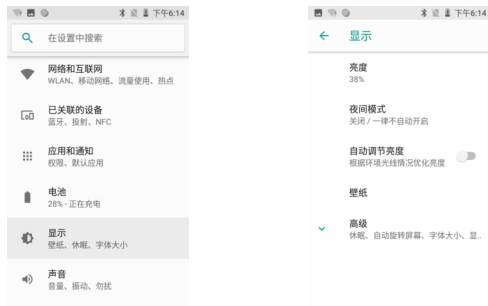 下午6:14
在设置中搜索
网络和互联网
WLAN、移动网络、流量使用、热点
已关联的设备
蓝牙、投射、NFC
应用和通知
权限、默认应用
电池
28% - 正在充电
显示
壁纸、休眠、字体大小
声音
音量、振动、勿扰
下午6:14
显示
亮度
38%
夜间模式
关闭 / 一律不自动开启
自动调节亮度
根据环境光线情况优化亮度
壁纸
高级
休眠、自动旋转屏幕、字体大小、显..